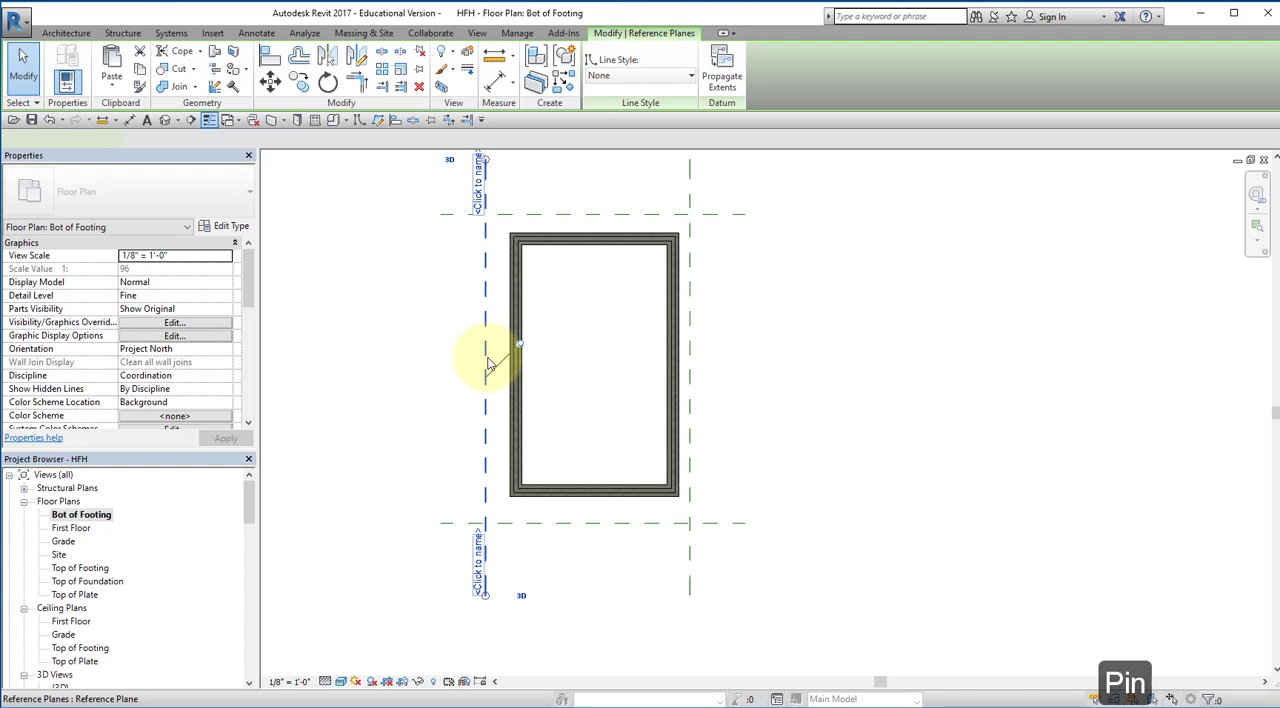 Autodesk Revit 2017 - Educational Version - HFH - Floor Plan: Bot of Footing
Type a keyword or phrase
Sign In
Architecture Structure Systems Insert Annotate Analyze Massing & Site Collaborate View Manage Add-Ins Modify | Reference Planes
Modify
Properties
Paste
Cope
Cut
Join
Line Style:
None
Propagate
Extents
Select Properties Clipboard Geometry Modify View Measure Create Line Style Datum
Properties
Floor Plan
Floor Plan: Bot of Footing Edit Type
Graphics
View Scale 1/8" = 1'-0"
Scale Value 1: 96
Display Model Normal
Detail Level Fine
Parts Visibility Show Original
Visibility/Graphics Overrid... Edit...
Graphic Display Options Edit...
Orientation Project North
Wall Join Display Clean all wall joins
Discipline Coordination
Show Hidden Lines By Discipline
Color Scheme Location Background
Color Scheme <none>
Properties help Apply
Project Browser - HFH
Views (all)
Structural Plans
Floor Plans
Bot of Footing
First Floor
Grade
Site
Top of Footing
Top of Foundation
Top of Plate
Ceiling Plans
First Floor
Grade
Top of Footing
Top of Plate
3D Views
3D
<Click to name>
<Click to name>
3D
Pin
1/8" = 1'-0"
Reference Planes : Reference Plane
:0
Main Model
:0